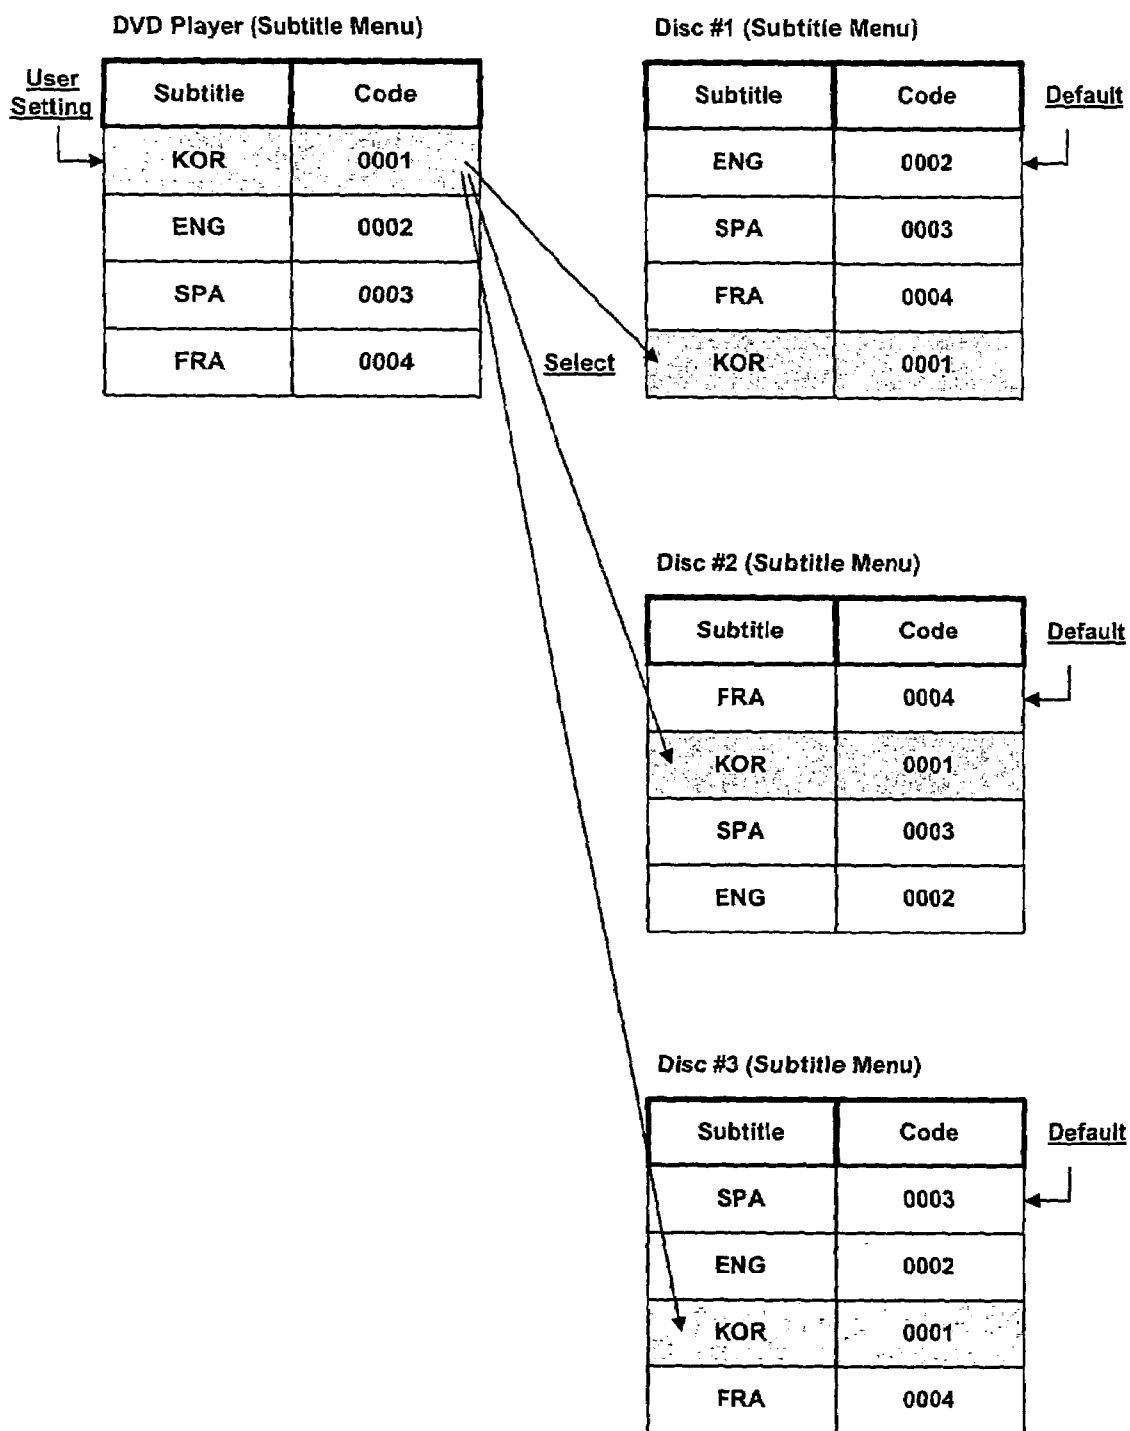 DVD Player (Subtitle Menu)
User
Setting
Subtitle Code
KOR 0001
ENG 0002
SPA 0003
FRA 0004
Select
Disc #1 (Subtitle Menu)
Subtitle Code
Default
ENG 0002
SPA 0003
FRA 0004
KOR 0001
Disc #2 (Subtitle Menu)
Subtitle Code
Default
FRA 0004
KOR 0001
SPA 0003
ENG 0002
Disc #3 (Subtitle Menu)
Subtitle Code
Default
SPA 0003
ENG 0002
KOR 0001
FRA 0004